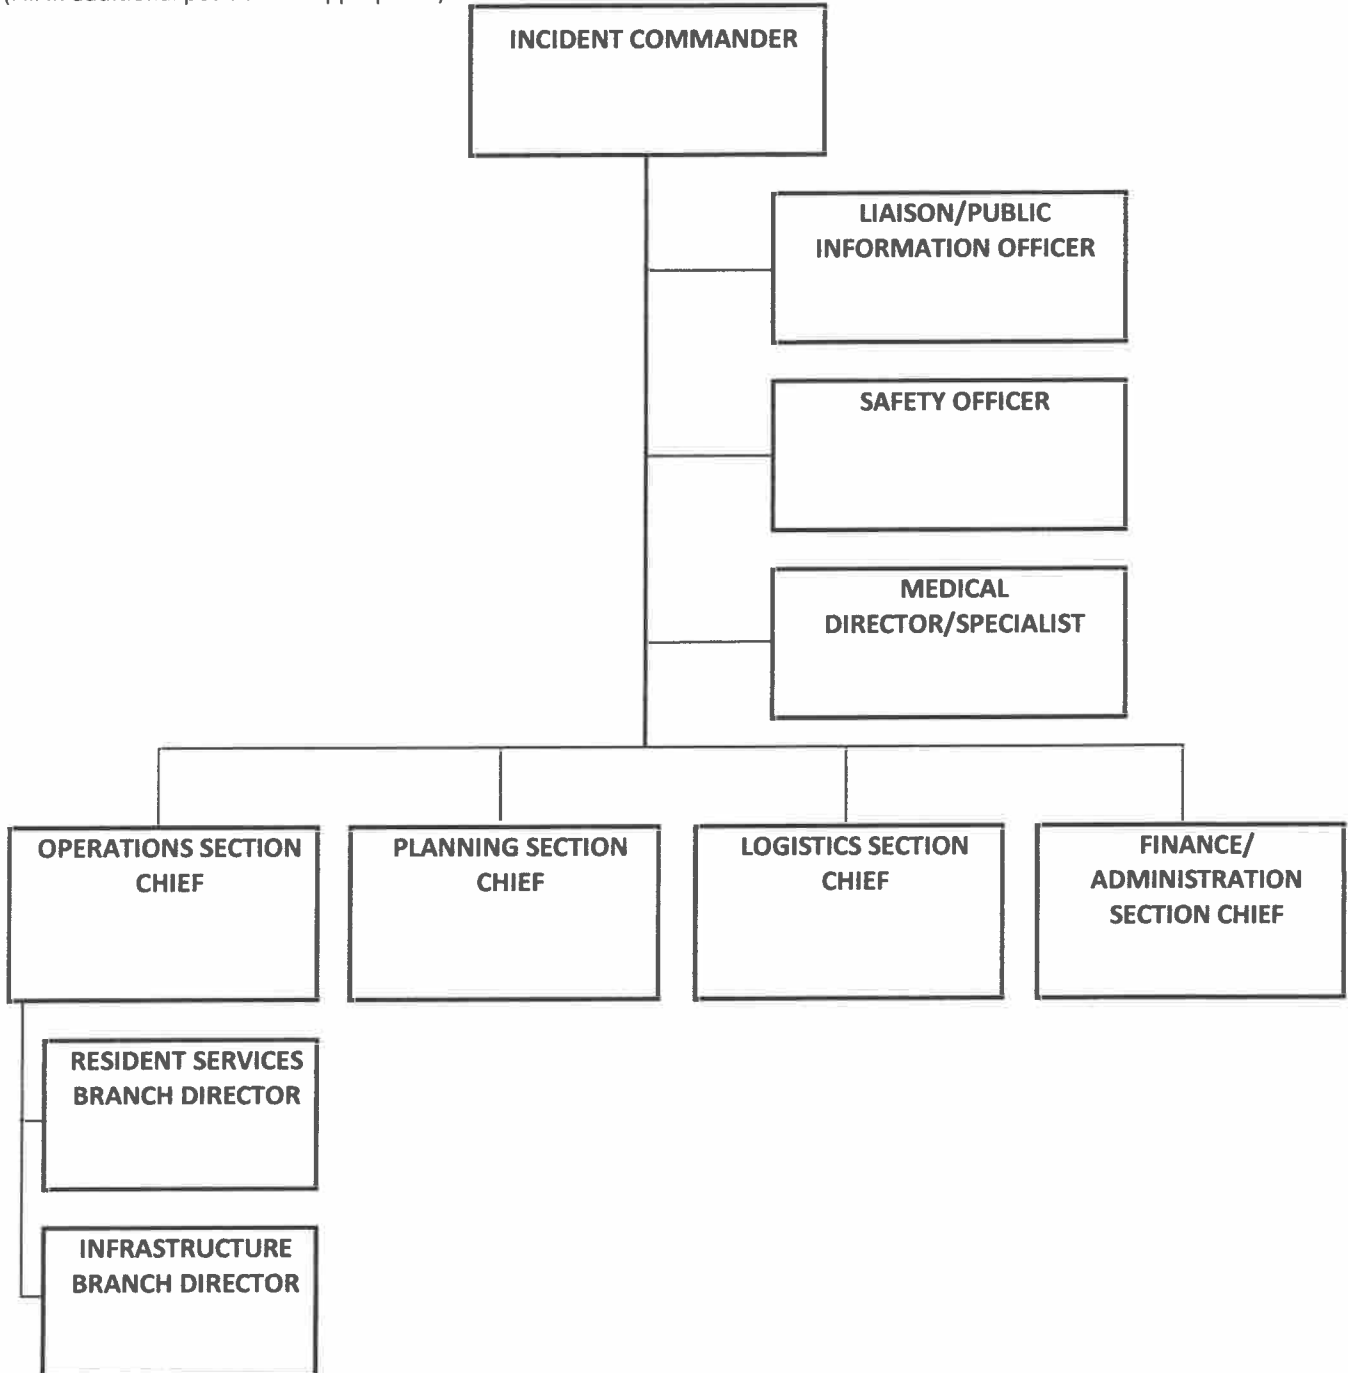 INCIDENT COMMANDER
LIAISON/PUBLIC
INFORMATION OFFICER
SAFETY OFFICER
MEDICAL
DIRECTOR/SPECIALIST
OPERATIONS SECTION
CHIEF
PLANNING SECTION
CHIEF
LOGISTICS SECTION
CHIEF
FINANCE/
ADMINISTRATION
SECTION CHIEF
RESIDENT SERVICES
BRANCH DIRECTOR
INFRASTRUCTURE
BRANCH DIRECTOR